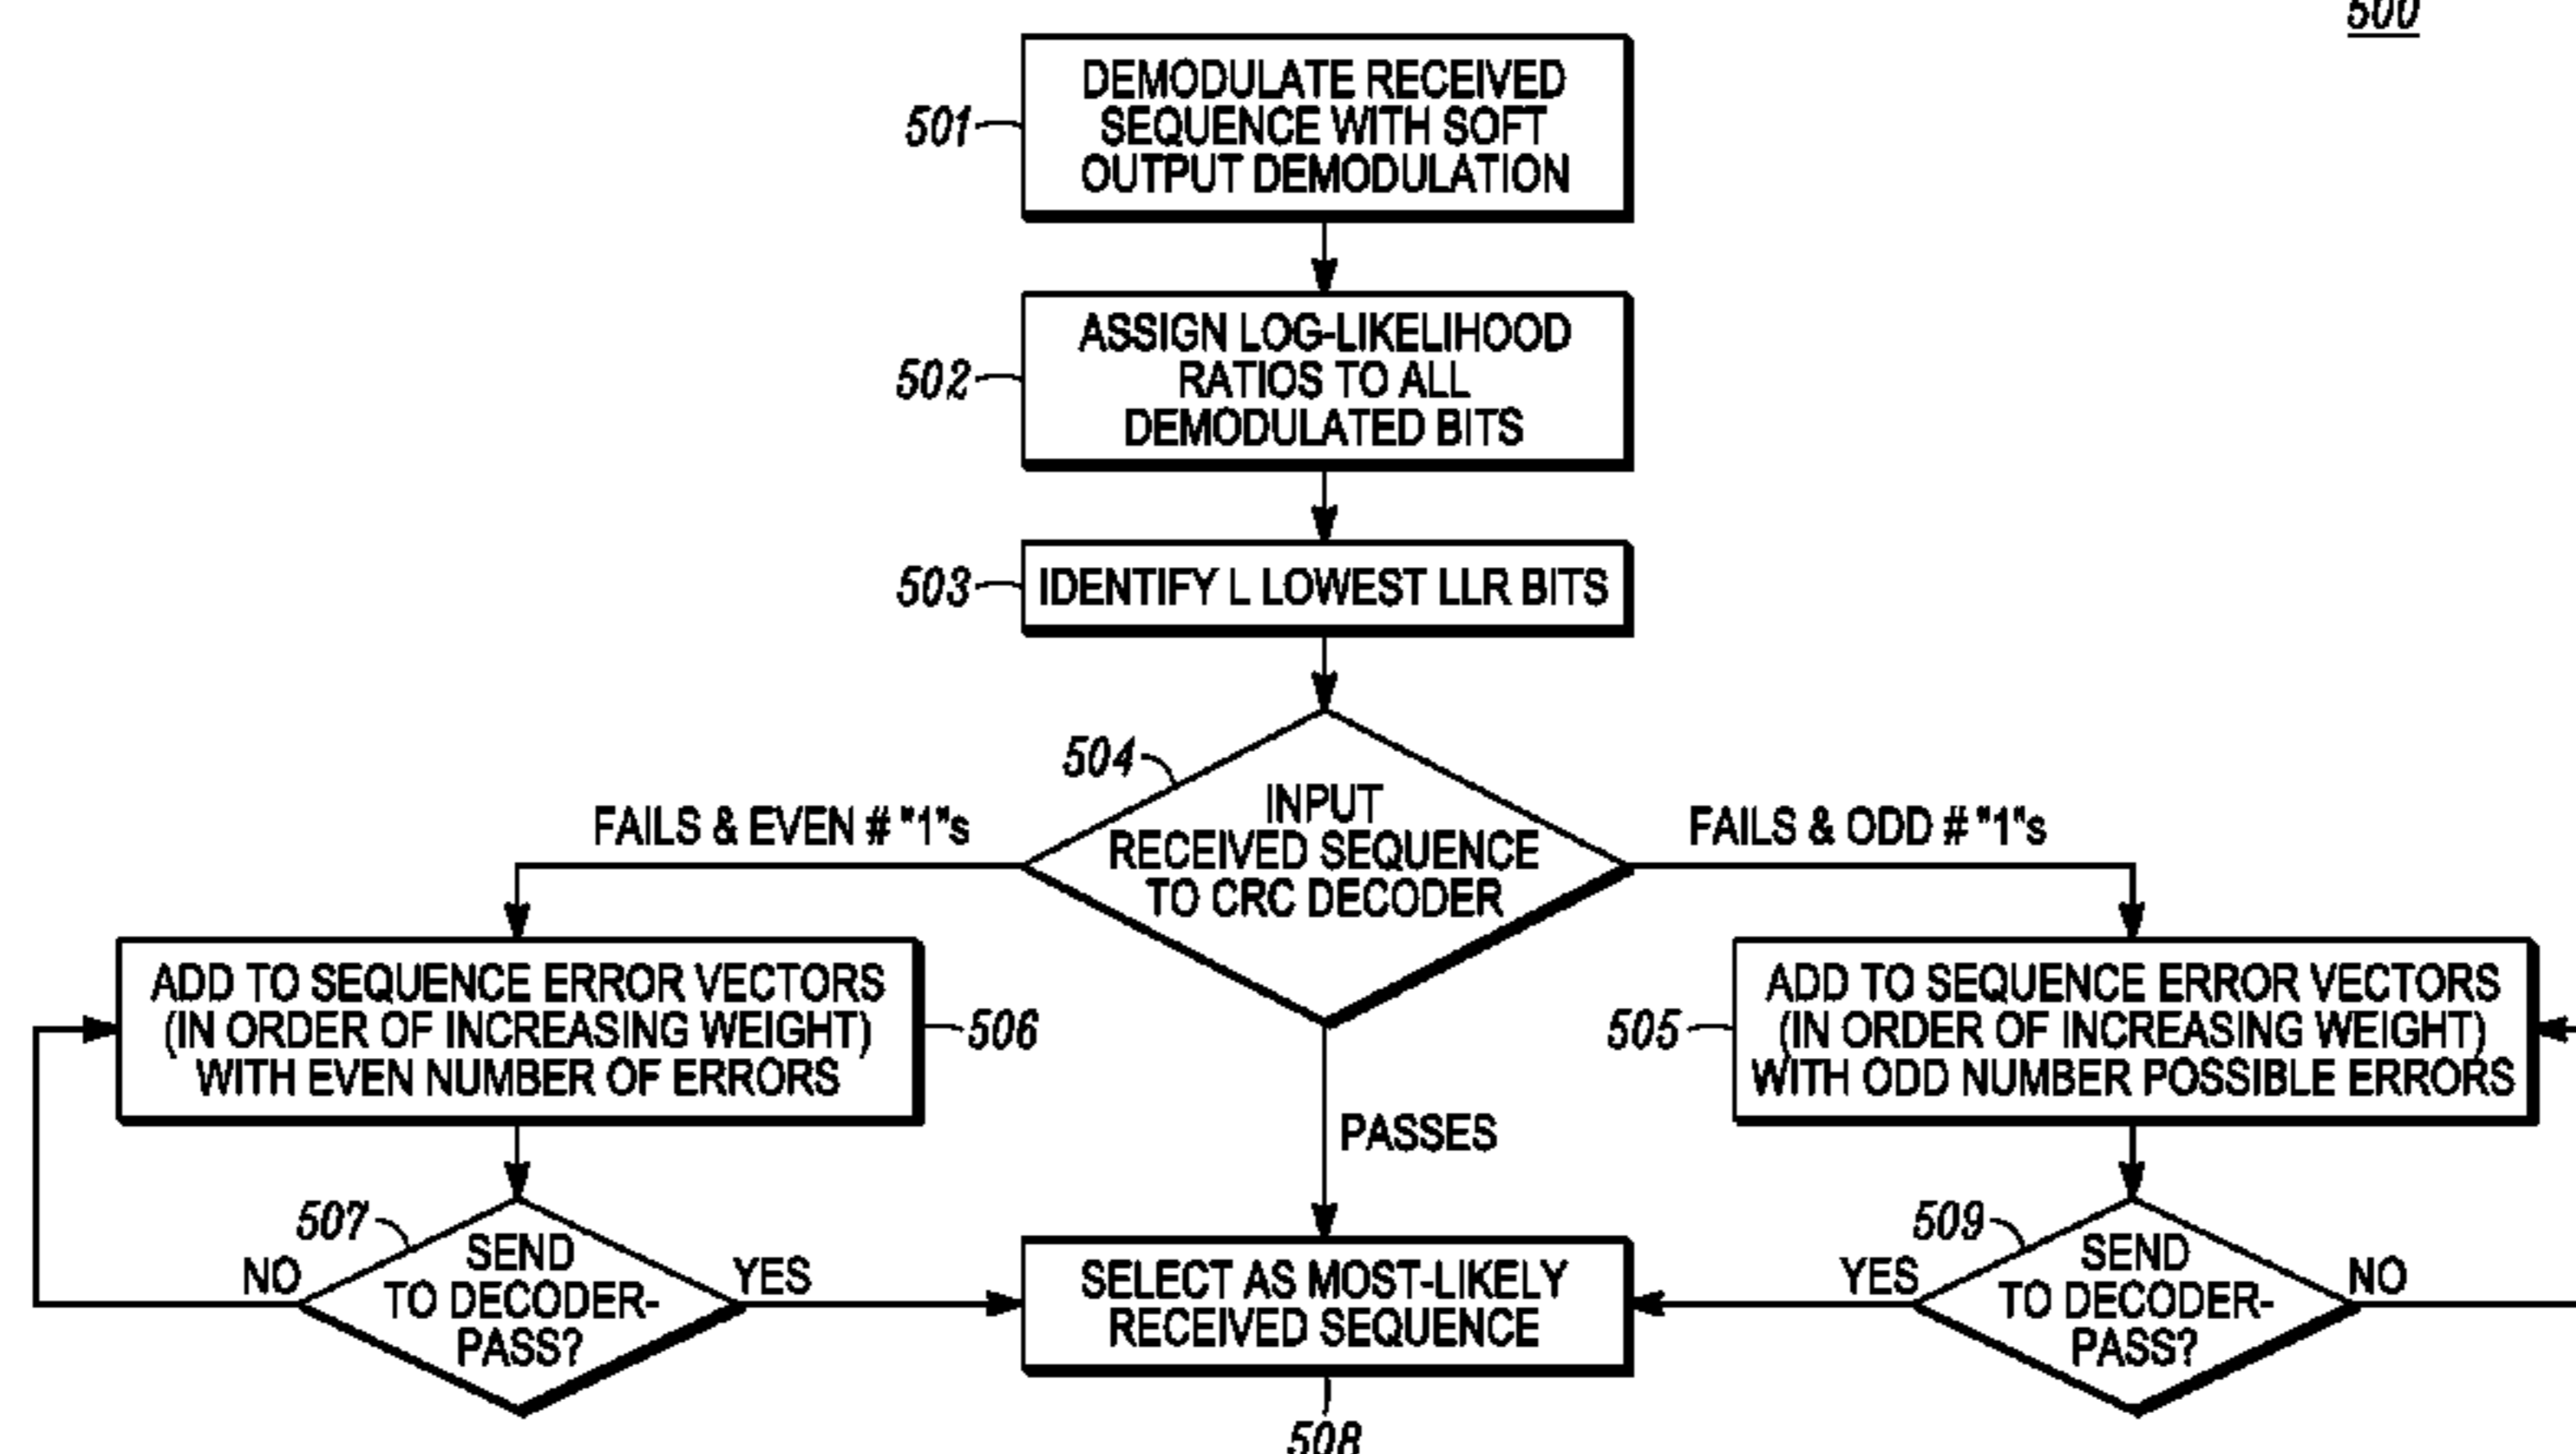 500
501
DEMODULATE RECEIVED
SEQUENCE WITH SOFT
OUTPUT DEMODULATION
502
ASSIGN LOG-LIKELIHOOD
RATIOS TO ALL
DEMODULATED BITS
503
IDENTIFY L LOWEST LLR BITS
504
INPUT
RECEIVED SEQUENCE
TO CRC DECODER
FAILS & EVEN # "1"s
FAILS & ODD # "1"s
ADD TO SEQUENCE ERROR VECTORS
(IN ORDER OF INCREASING WEIGHT)
WITH EVEN NUMBER OF ERRORS
506
505
ADD TO SEQUENCE ERROR VECTORS
(IN ORDER OF INCREASING WEIGHT)
WITH ODD NUMBER POSSIBLE ERRORS
PASSES
507
SEND
TO DECODER-
PASS?
NO
YES
SELECT AS MOST-LIKELY
RECEIVED SEQUENCE
508
509
SEND
TO DECODER-
PASS?
YES
NO